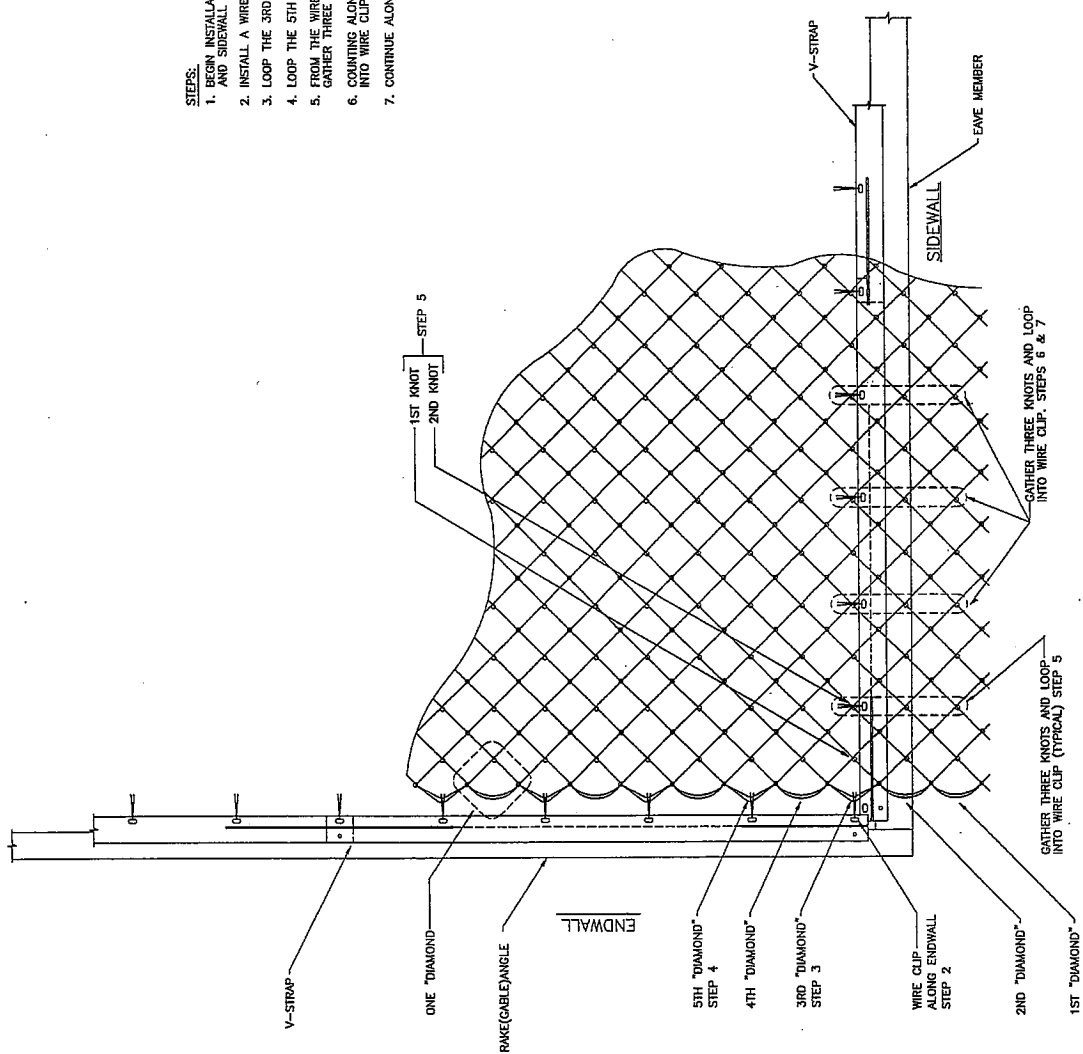 STEPS:
1. BEGIN INSTALLA
AND SIDEWALL
2. INSTALL A WIRE
3. LOOP THE 3RD
4. LOOP THE 5TH
5. FROM THE WIRE
GATHER THREE
6. COUNTING ALON
INTO WIRE CLIP
7. CONTINUE ALON
V-STRAP
EAVE MEMBER
SIDEWALL
STEP 5
1ST KNOT
2ND KNOT
GATHER THREE KNOTS AND LOOP
INTO WIRE CLIP. STEPS 6 & 7
GATHER THREE KNOTS AND LOOP
INTO WIRE CLIP (TYPICAL) STEP 5
V-STRAP
ONE "DIAMOND"
RAKE(GABLE)ANGLE
ENDWALL
5TH "DIAMOND"
STEP 4
4TH "DIAMOND"
3RD "DIAMOND"
STEP 3
WIRE CLIP
ALONG ENDWALL
STEP 2
2ND "DIAMOND"
1ST "DIAMOND"